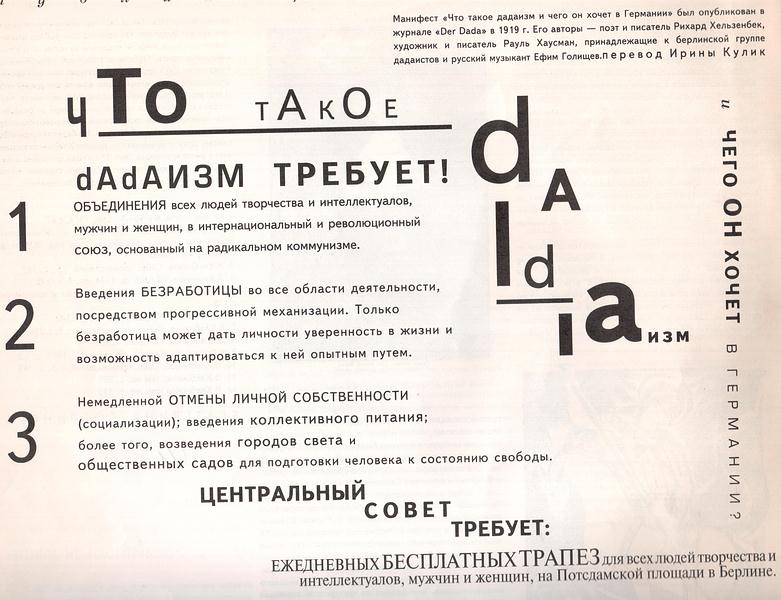 Манифест «Что такое дадаизм и чего он хочет в Германии» был опубликован в
журнале «Der Dada» в 1919 г. Его авторы — поэт и писатель Рихард Хельзенбек,
художник и писатель Рауль Хаусман, принадлежащие к берлинской группе
дадаистов и русский музыкант Ефим Голищев.перевод Ирины Кулик
чТо тАкОЕ
dА
dАdАИЗМ ТРЕБУЕТ!
1
ОБЪЕДИНЕНИЯ всех людей творчества и интеллектуалов,
мужчин и женщин, в интернациональный и революционный
союз, основанный на радикальном коммунизме.
I d
iа изм
2
Введения БЕЗРАБОТИЦЫ во все области деятельности,
посредством прогрессивной механизации. Только
безработица может дать личности уверенность в жизни и
возможность адаптироваться к ней опытным путем.
3
Немедленной ОТМЕНЫ ЛИЧНОЙ СОБСТВЕННОСТИ
(социализации); введения коллективного питания;
более того, возведения городов света и
общественных садов для подготовки человека к состоянию свободы.
и ЧЕГО ОН ХОЧЕТ В ГЕРМАНИИ?
ЦЕНТРАЛЬНЫЙ
СОВЕТ
ТРЕБУЕТ:
ЕЖЕДНЕВНЫХ БЕСПЛАТНЫХ ТРАПЕЗ для всех людей творчества и
интеллектуалов, мужчин и женщин, на Потсдамской площади в Берлине.